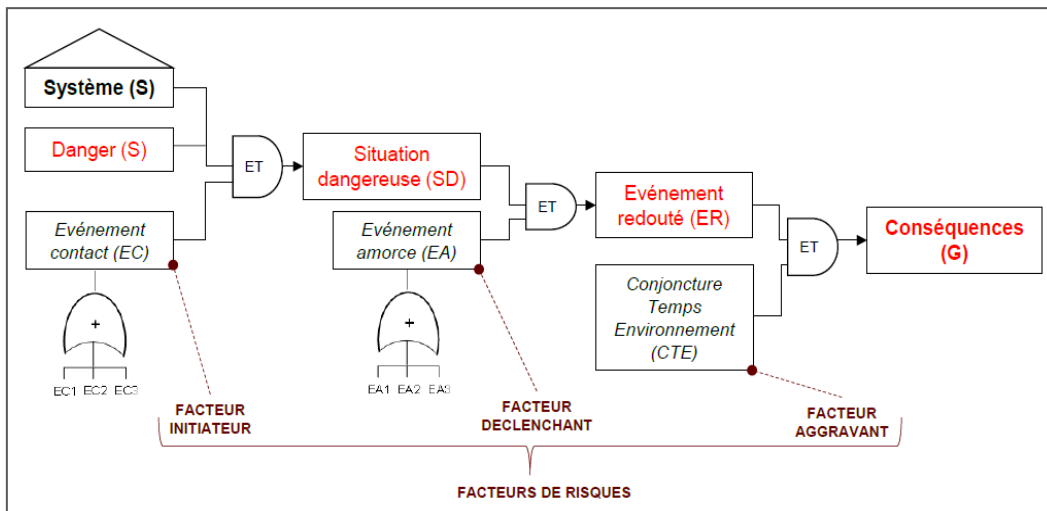 Système (S)
Danger (S)
ET
Situation
dangereuse (SD)
Evénement
contact (EC)
+
EC1 EC2 EC3
Evénement
amorce (EA)
+
EA1 EA2 EA3
ET
Evénement
redouté (ER)
Conjoncture
Temps
Environnement
(CTE)
ET
Conséquences
(G)
FACTEUR
INITIATEUR
FACTEUR
DECLENCHANT
FACTEUR
AGGRAVANT
FACTEURS DE RISQUES